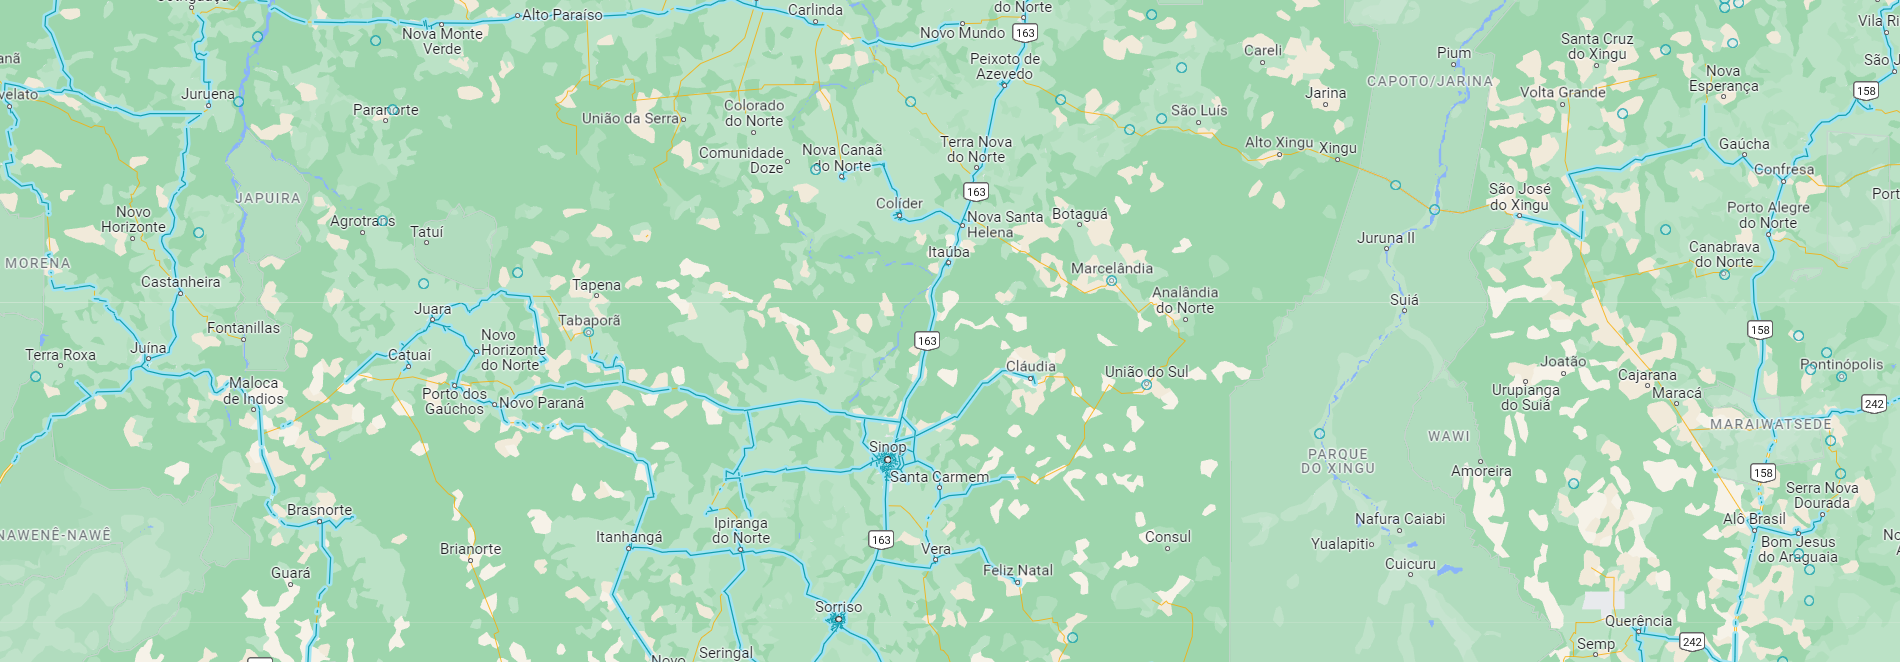 Alto Paraíso
Carlinda
do Norte
Nova Monte
Verde
Novo Mundo
163
Peixoto de
Azevedo
Careli
Pium
Santa Cruz
do Xingu
CAPOTO/JARINA
Nova
Esperança
Volta Grande
158
Juruena
Paranorte
Colorado
do Norte
União da Serra
São Luís
Jarina
Comunidade
Doze
Nova Canaã
do Norte
Terra Nova
do Norte
Alto Xingu
Xingu
Gaúcha
Confresa
163
JAPUIRA
Colíder
São José
do Xingu
Novo
Horizonte
Agrotrans
Tatuí
Nova Santa
Helena
Botaguá
Porto Alegre
do Norte
Juruna II
Canabrava
do Norte
MORENA
Itaúba
Castanheira
Tapena
Marcelândia
Analândia
do Norte
Suiá
Juara
Tabaporã
Fontanillas
163
158
Terra Roxa
Juína
Catuaí
Novo
Horizonte
do Norte
Cláudia
União do Sul
Joatão
Pontinópolis
Maloca
de Indios
Porto dos
Gaúchos
Novo Paraná
Urupianga
do Suiá
Cajarana
Maracá
242
MARAIWATSEDE
WAWI
Sinop
PARQUE
DO XINGU
Santa Carmem
Amoreira
158
Serra Nova
Dourada
Brasnorte
Ipiranga
do Norte
Nafura Caiabi
Alô Brasil
NAWENÊ-NAWÊ
Itanhangá
163
Vera
Consul
Yualapiti
Bom Jesus
do Araguaia
Brianorte
Guará
Feliz Natal
Cuicuru
Sorriso
Querência
242
Semp
Novo
Seringal